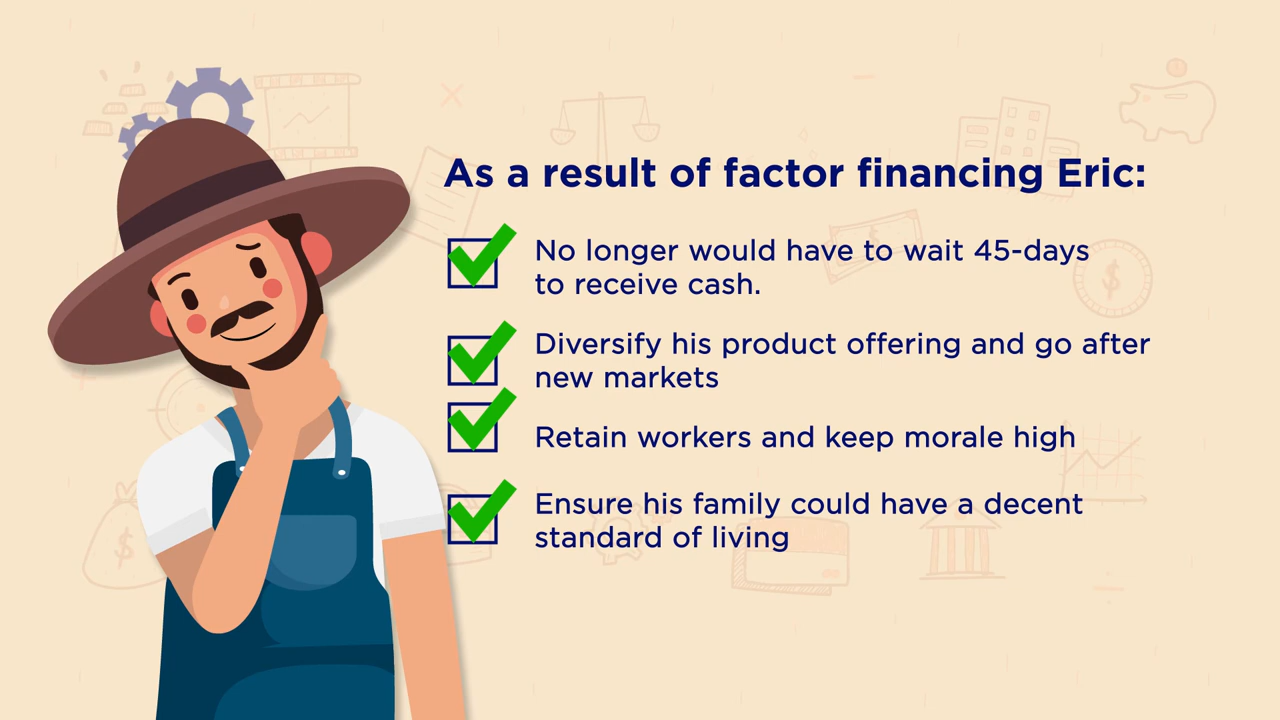 As a result of factor financing Eric:
No longer would have to wait 45-days
to receive cash.
Diversify his product offering and go after
new markets
Retain workers and keep morale high
Ensure his family could have a decent
standard of living